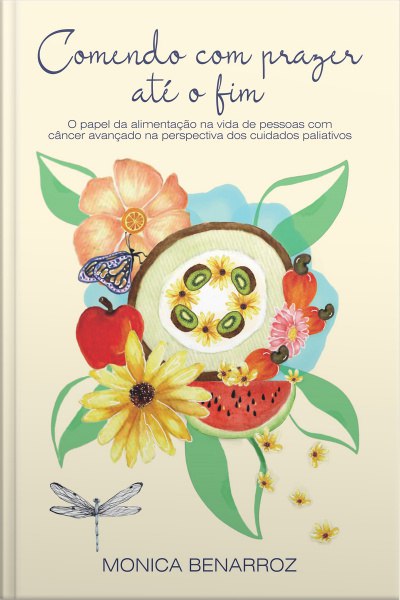 Comendo com prazer
até o fim
O papel da alimentação na vida de pessoas com
câncer avançado na perspectiva dos cuidados paliativos
MONICA BENARROZ